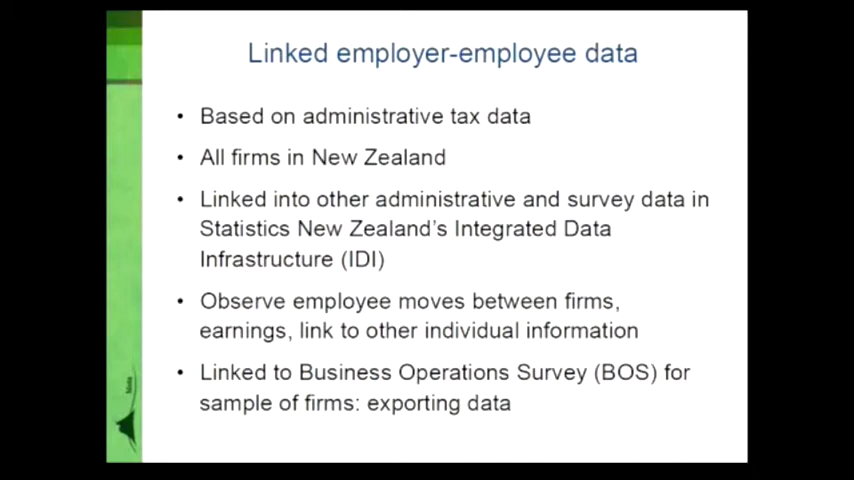 Linked employer-employee data
• Based on administrative tax data
• All firms in New Zealand
• Linked into other administrative and survey data in
Statistics New Zealand's Integrated Data
Infrastructure (IDI)
• Observe employee moves between firms,
earnings, link to other individual information
• Linked to Business Operations Survey (BOS) for
sample of firms: exporting data
Motu